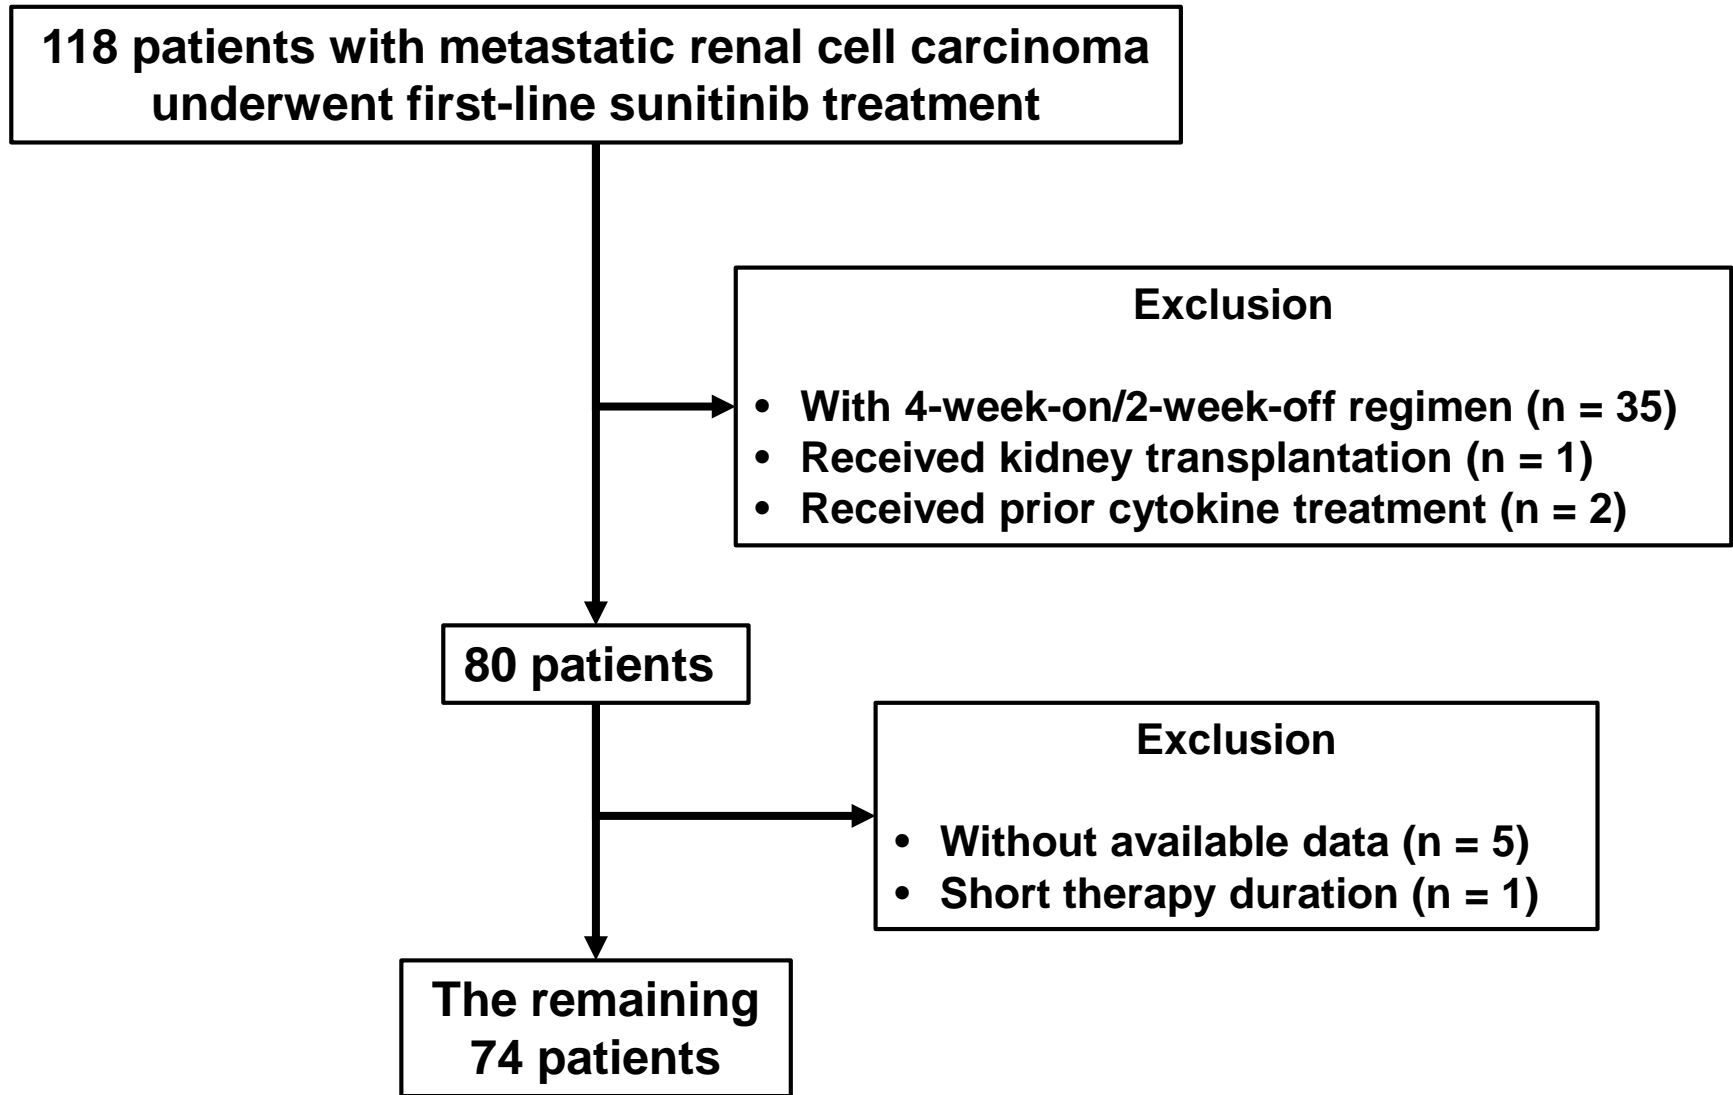 118 patients with metastatic renal cell carcinoma
underwent first-line sunitinib treatment
Exclusion
• With 4-week-on/2-week-off regimen (n = 35)
• Received kidney transplantation (n = 1)
• Received prior cytokine treatment (n = 2)
80 patients
Exclusion
• Without available data (n = 5)
• Short therapy duration (n = 1)
The remaining
74 patients